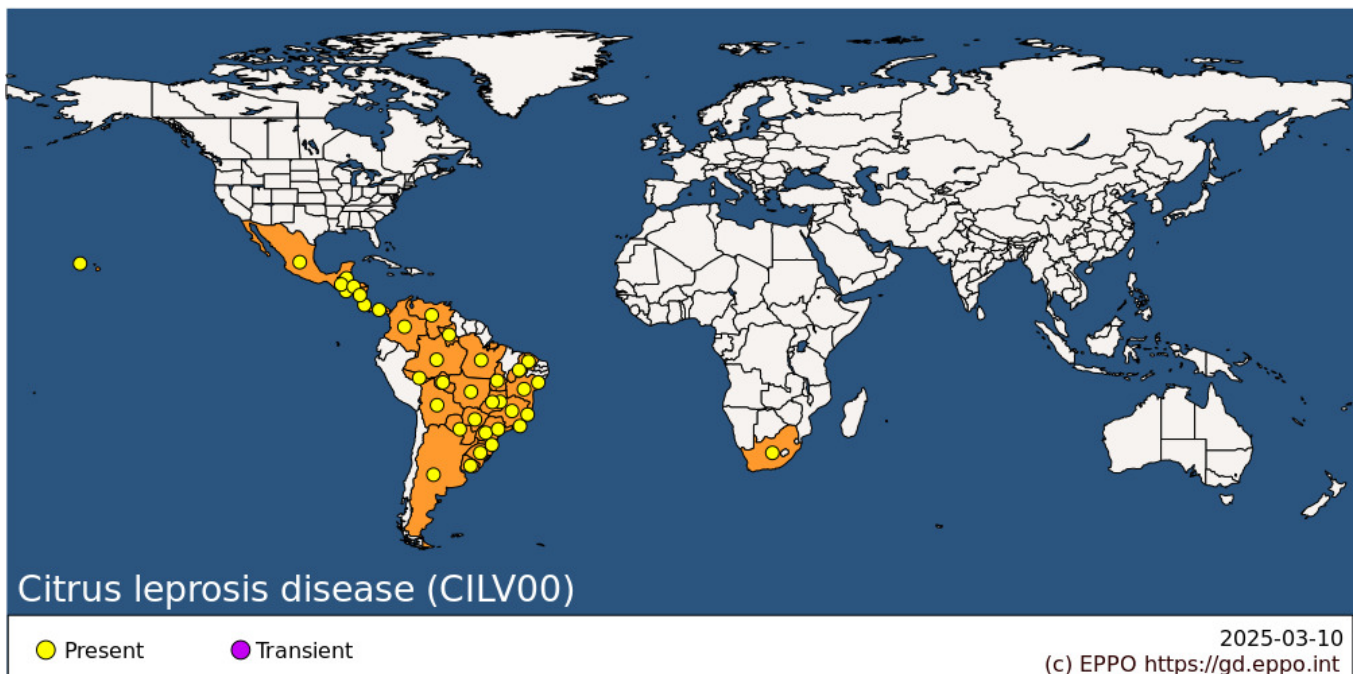 Citrus leprosis disease (CILV00)
Present
Transient
2025-03-10
(c) EPPO https://gd.eppo.int